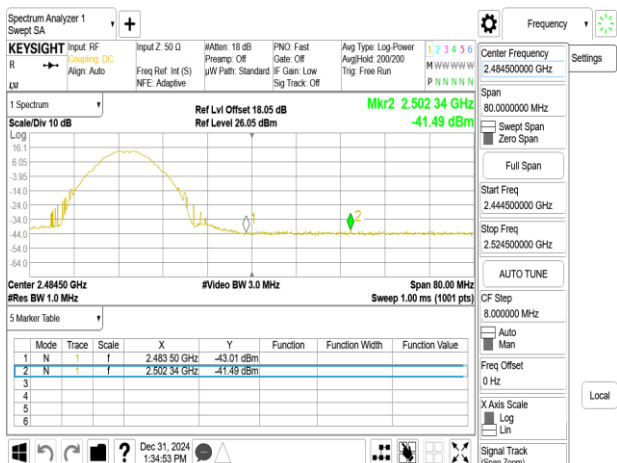 Spectrum Analyzer 1
Swept SA
Frequency
KEYSIGHT
R
LXI
Input: RF
Coupling: DC
Align: Auto
Input Z: 50 Ω
Freq Ref: Int (S)
NFE: Adaptive
#Atten: 18 dB
Preamp: Off
µW Path: Standard
PNO: Fast
Gate: Off
IF Gain: Low
Sig Track: Off
Avg Type: Log-Power
Avg|Hold: 200/200
Trig: Free Run
1 2 3 4 5 6
M W W W W W
P N N N N N
Center Frequency
2.484500000 GHz
Settings
Span
80.0000000 MHz
Swept Span
Zero Span
Full Span
Start Freq
2.444500000 GHz
Stop Freq
2.524500000 GHz
AUTO TUNE
CF Step
8.000000 MHz
Auto
Man
Freq Offset
0 Hz
X Axis Scale
Log
Lin
Signal Track
(Span Zoom)
Local
1 Spectrum
Scale/Div 10 dB
Ref Lvl Offset 18.05 dB
Ref Level 26.05 dBm
Mkr2 2.502 34 GHz
-41.49 dBm
Log
16.1
6.05
-3.95
-14.0
-24.0
-34.0
-44.0
-54.0
-64.0
1
2
Center 2.48450 GHz
#Video BW 3.0 MHz
Span 80.00 MHz
#Res BW 1.0 MHz
Sweep 1.00 ms (1001 pts)
5 Marker Table
Mode Trace Scale X Y Function Function Width Function Value
1 N 1 f 2.483 50 GHz -43.01 dBm
2 N 1 f 2.502 34 GHz -41.49 dBm
3
4
5
6
?
Dec 31, 2024
1:34:53 PM